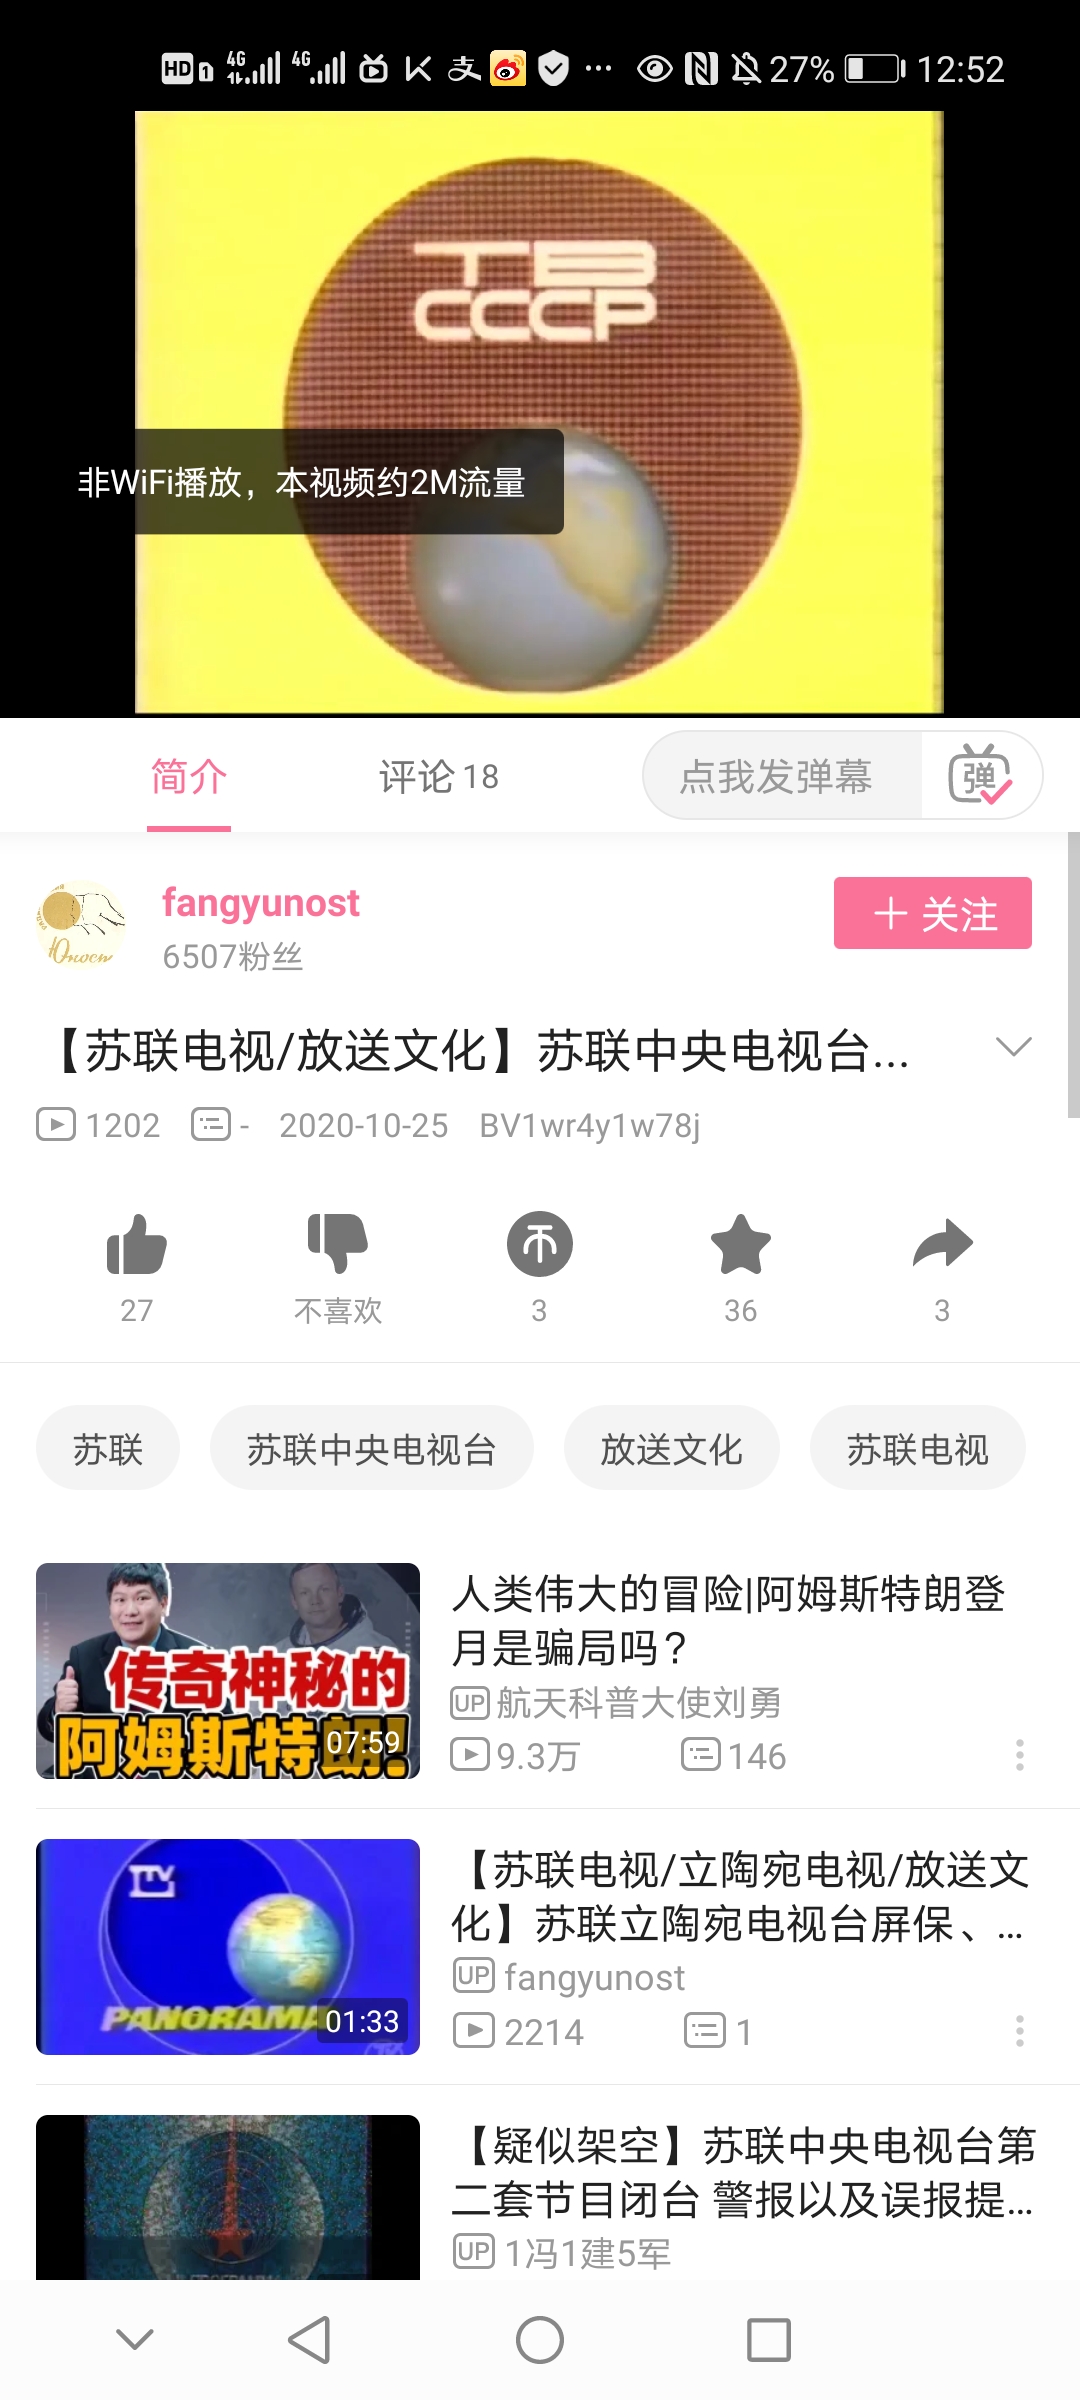 HD 1 4G 4G 支 ... 27% 12:52
ТВ
СССР
非WiFi播放，本视频约2M流量
简介 评论 18 点我发弹幕 弹
Юность
fangyunost
+ 关注
6507粉丝
【苏联电视/放送文化】苏联中央电视台...
1202 - 2020-10-25 BV1wr4y1w78j
27 不喜欢 3 36 3
苏联 苏联中央电视台 放送文化 苏联电视
传奇神秘的
阿姆斯特朗!
07:59
人类伟大的冒险|阿姆斯特朗登
月是骗局吗？
UP 航天科普大使刘勇
9.3万 146
LTV
PANORAMA
01:33
【苏联电视/立陶宛电视/放送文
化】苏联立陶宛电视台屏保、...
UP fangyunost
2214 1
【疑似架空】苏联中央电视台第
二套节目闭台 警报以及误报提...
UP 1冯1建5军